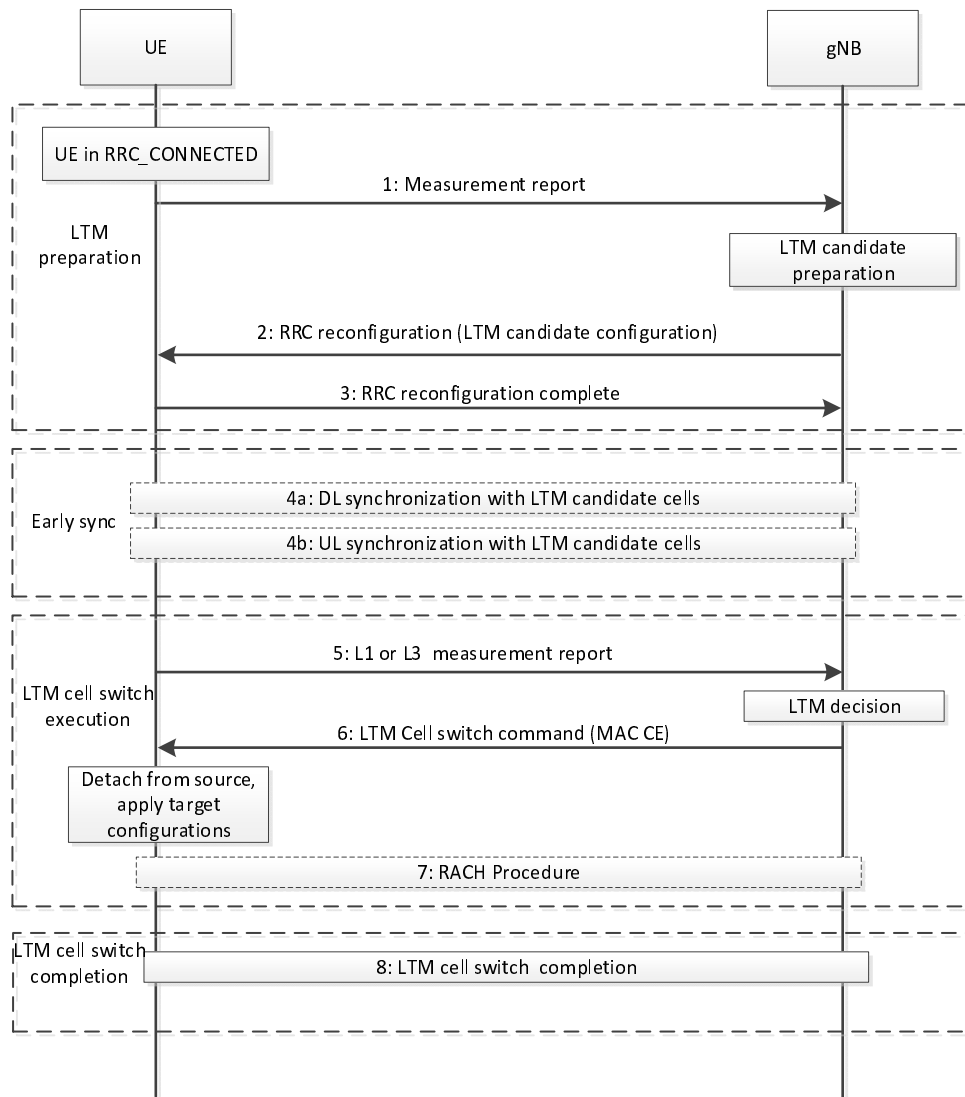 UE
gNB
UE in RRC_CONNECTED
1: Measurement report
LTM
preparation
LTM candidate
preparation
2: RRC reconfiguration (LTM candidate configuration)
3: RRC reconfiguration complete
4a: DL synchronization with LTM candidate cells
Early sync
4b: UL synchronization with LTM candidate cells
5: L1 or L3 measurement report
LTM cell switch
execution
LTM decision
6: LTM Cell switch command (MAC CE)
Detach from source,
apply target
configurations
7: RACH Procedure
LTM cell switch
completion
8: LTM cell switch completion